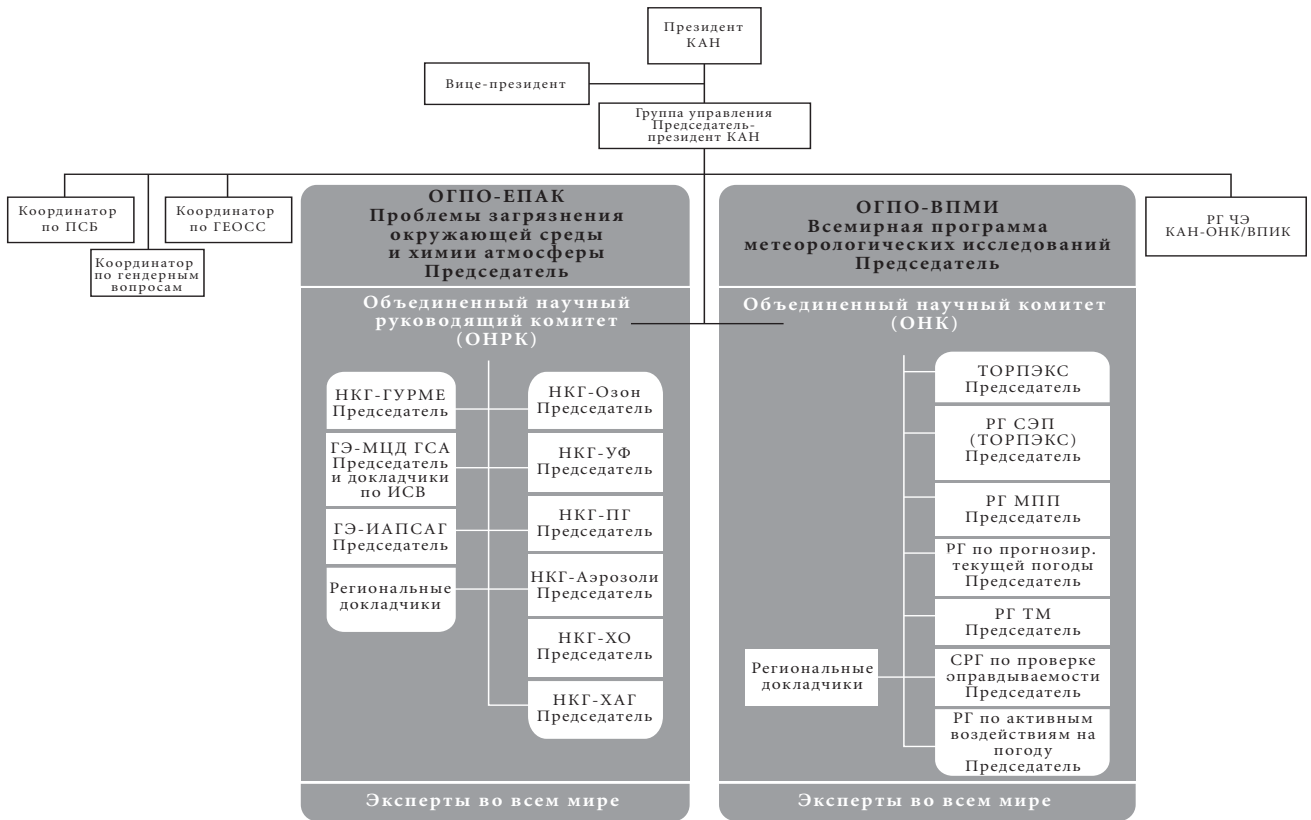 Президент
КАН
Вице-президент
Группа управления
Председатель-
президент КАН
Координатор
по ПСБ
Координатор
по гендерным
вопросам
Координатор
по ГЕОСС
РГ ЧЭ
КАН-ОНК/ВПИК
ОГПО-ЕПАК
Проблемы загрязнения
окружающей среды
и химии атмосферы
Председатель
Объединенный научный
руководящий комитет
(ОНРК)
НКГ-ГУРМЕ
Председатель
ГЭ-МЦД ГСА
Председатель
и докладчики
по ИСВ
ГЭ-ИАПСАГ
Председатель
Региональные
докладчики
НКГ-Озон
Председатель
НКГ-УФ
Председатель
НКГ-ПГ
Председатель
НКГ-Аэрозоли
Председатель
НКГ-ХО
Председатель
НКГ-ХАГ
Председатель
Эксперты во всем мире
ОГПО-ВПМИ
Всемирная программа
метеорологических исследований
Председатель
Объединенный научный комитет
(ОНК)
ТОРПЭКС
Председатель
РГ СЭП
(ТОРПЭКС)
Председатель
РГ МПП
Председатель
РГ по прогнозир.
текущей погоды
Председатель
РГ ТМ
Председатель
Региональные
докладчики
СРГ по проверке
оправдываемости
Председатель
РГ по активным
воздействиям на
погоду
Председатель
Эксперты во всем мире